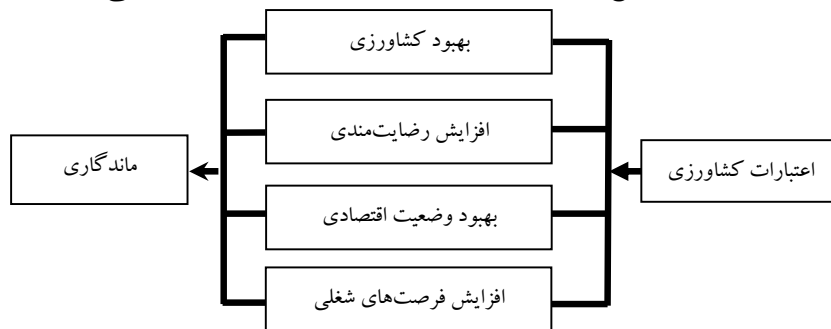 بهبود کشاورزی
افزایش رضایت‌مندی
ماندگاری
اعتبارات کشاورزی
بهبود وضعیت اقتصادی
افزایش فرصت‌های شغلی